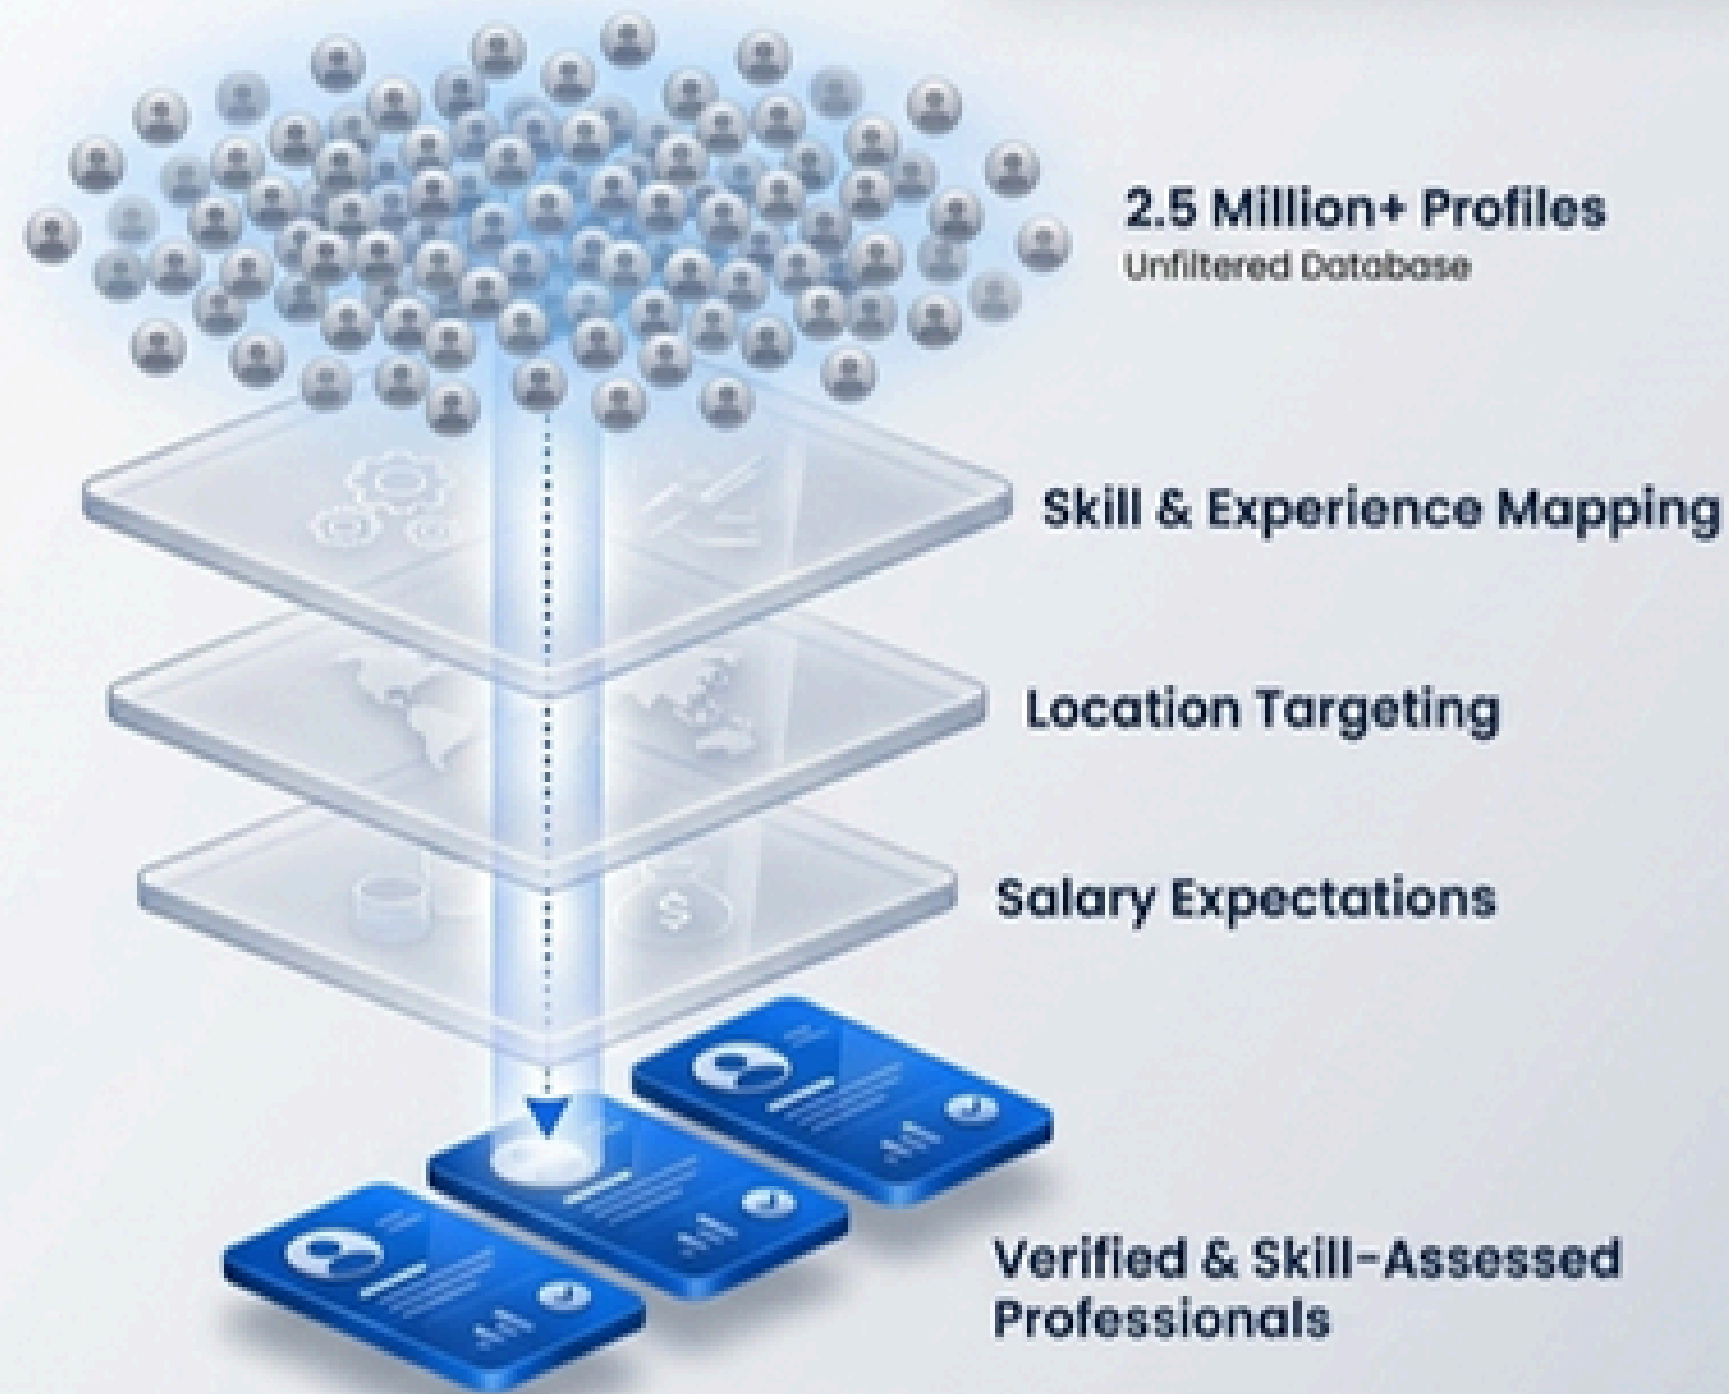 2.5 Million+ Profiles
Unfiltered Database
Skill & Experience Mapping
Location Targeting
Salary Expectations
$
Verified & Skill-Assessed
Professionals